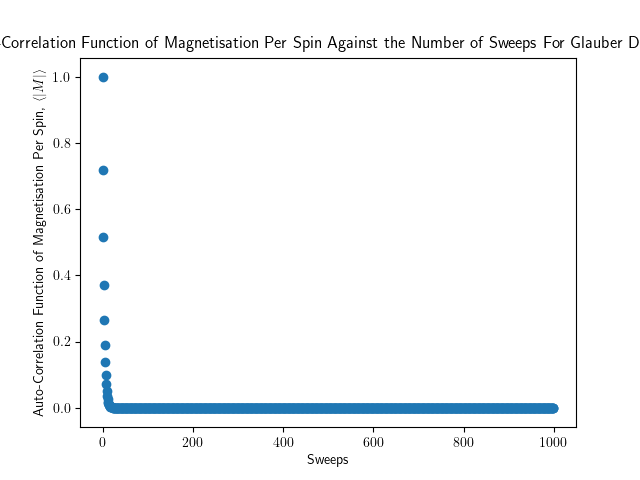 -Correlation Function of Magnetisation Per Spin Against the Number of Sweeps For Glauber D
Auto-Correlation Function of Magnetisation Per Spin, ⟨|M|⟩
1.0
0.8
0.6
0.4
0.2
0.0
0 200 400 600 800 1000
Sweeps